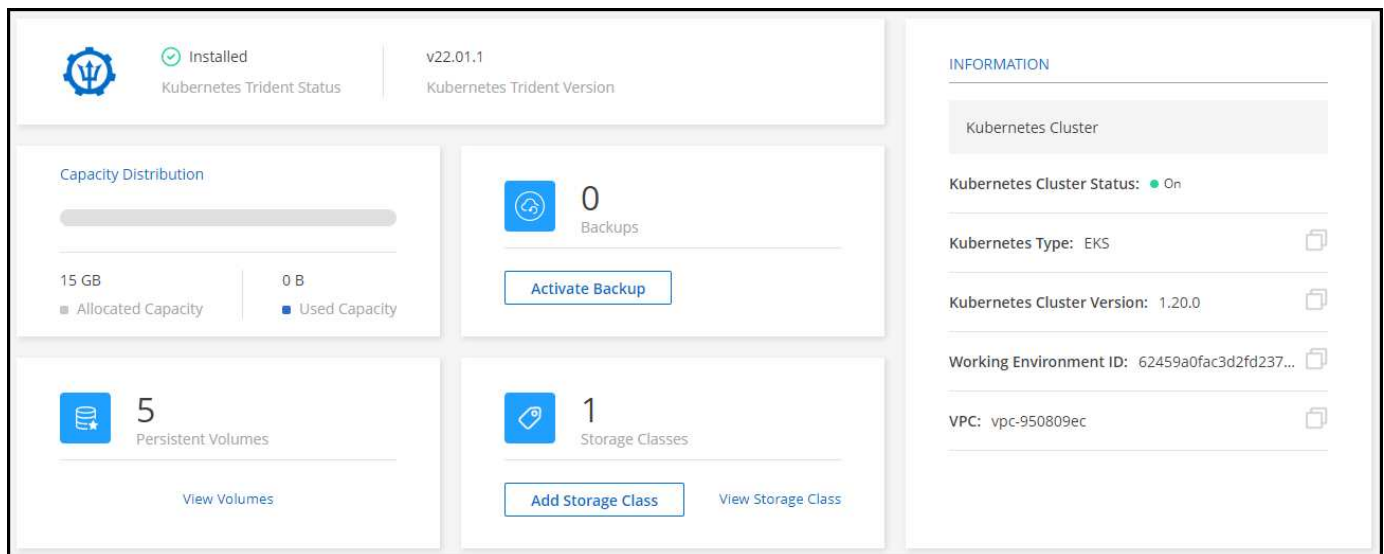 Installed
Kubernetes Trident Status
v22.01.1
Kubernetes Trident Version
Capacity Distribution
15 GB
Allocated Capacity
0 B
Used Capacity
0
Backups
Activate Backup
5
Persistent Volumes
View Volumes
1
Storage Classes
Add Storage Class
View Storage Class
INFORMATION
Kubernetes Cluster
Kubernetes Cluster Status: On
Kubernetes Type: EKS
Kubernetes Cluster Version: 1.20.0
Working Environment ID: 62459a0fac3d2fd237...
VPC: vpc-950809ec